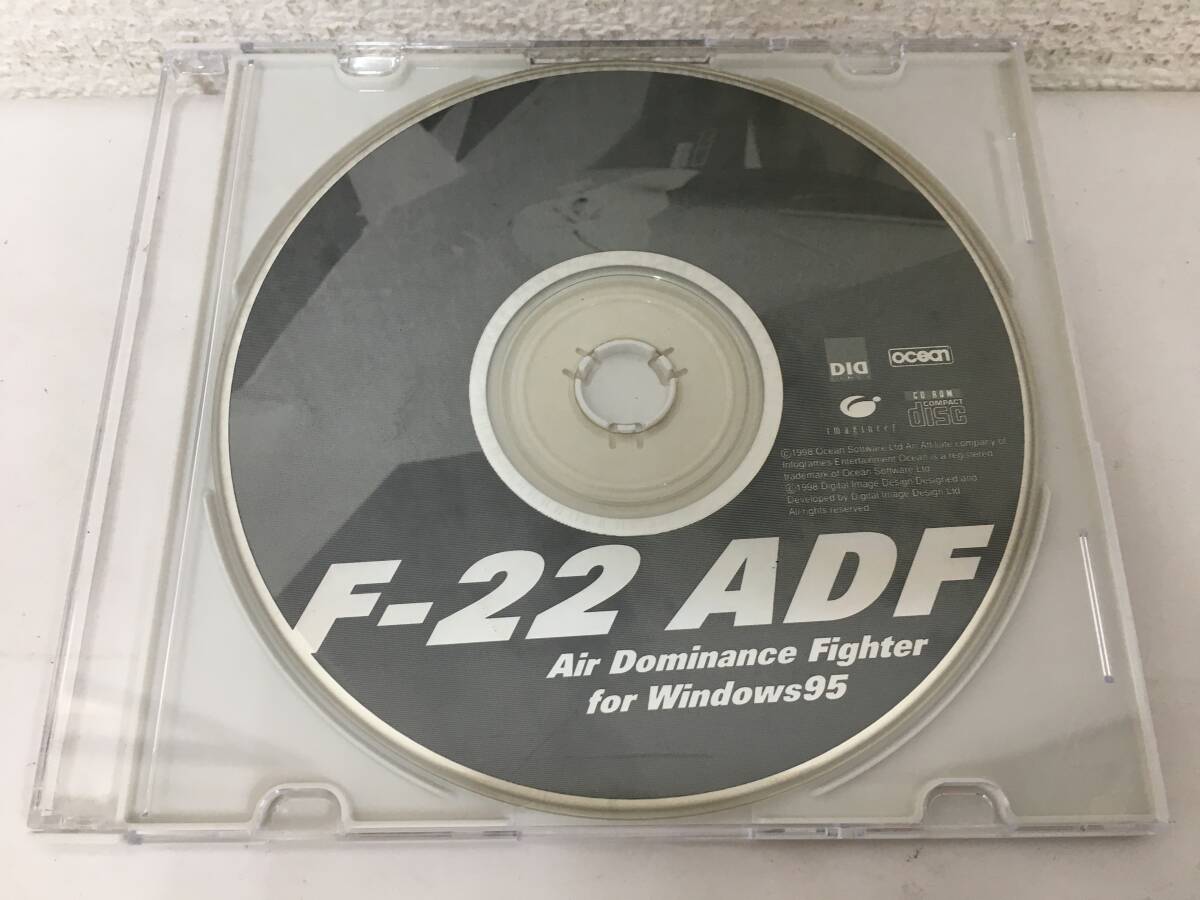 DID
ocean
imagineer
CD ROM
COMPACT
disc
©1998 Ocean Software Ltd An Affiliate company of
Infogrames Entertainment Ocean is a registered
trademark of Ocean Software Ltd
©1998 Digital Image Design Designed and
Developed by Digital Image Design Ltd
All rights reserved.
F-22 ADF
Air Dominance Fighter
for Windows95